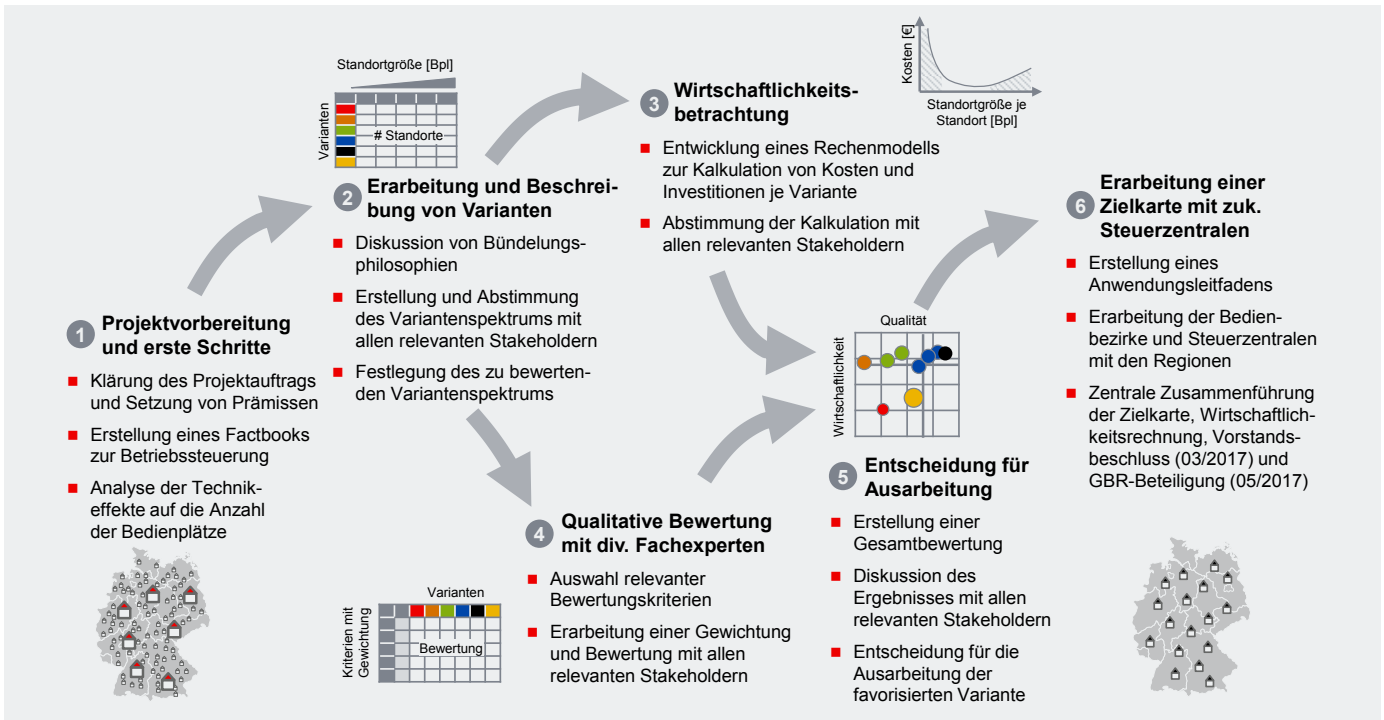 1
Projektvorbereitung
und erste Schritte
Klärung des Projektauftrags
und Setzung von Prämissen
Erstellung eines Factbooks
zur Betriebssteuerung
Analyse der Technik-
effekte auf die Anzahl
der Bedienplätze
Standortgröße [Bpl]
Varianten
# Standorte
2
Erarbeitung und Beschrei-
bung von Varianten
Diskussion von Bündelungs-
philosophien
Erstellung und Abstimmung
des Variantenspektrums mit
allen relevanten Stakeholdern
Festlegung des zu bewerten-
den Variantenspektrums
3
Wirtschaftlichkeits-
betrachtung
Kosten [€]
Standortgröße je
Standort [Bpl]
Entwicklung eines Rechenmodells
zur Kalkulation von Kosten und
Investitionen je Variante
Abstimmung der Kalkulation mit
allen relevanten Stakeholdern
4
Qualitative Bewertung
mit div. Fachexperten
Auswahl relevanter
Bewertungskriterien
Erarbeitung einer Gewichtung
und Bewertung mit allen
relevanten Stakeholdern
Varianten
Kriterien mit
Gewichtung
Bewertung
Qualität
Wirtschaftlichkeit
5
Entscheidung für
Ausarbeitung
Erstellung einer
Gesamtbewertung
Diskussion des
Ergebnisses mit allen
relevanten Stakeholdern
Entscheidung für die
Ausarbeitung der
favorisierten Variante
6
Erarbeitung einer
Zielkarte mit zuk.
Steuerzentralen
Erstellung eines
Anwendungsleitfadens
Erarbeitung der Bedien-
bezirke und Steuerzentralen
mit den Regionen
Zentrale Zusammenführung
der Zielkarte, Wirtschaftlich-
keitsrechnung, Vorstands-
beschluss (03/2017) und
GBR-Beteiligung (05/2017)